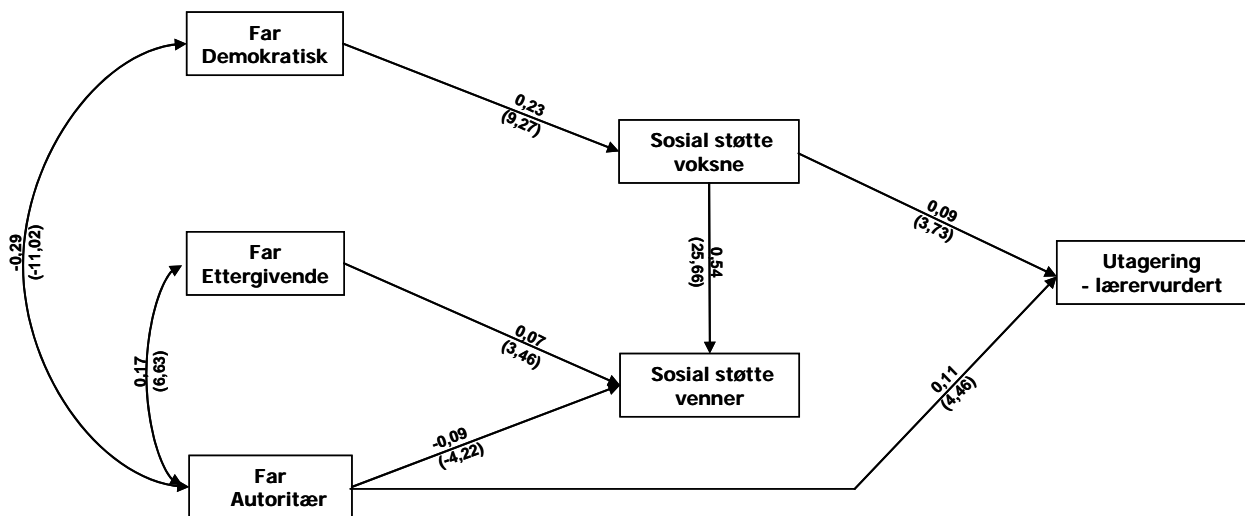 Far
Demokratisk
0,23
(9,27)
Sosial støtte
voksne
0,09
(3,73)
-0,29
(-11,02)
0,54
(25,66)
Far
Ettergivende
Utagering
- lærervurdert
0,07
(3,46)
0,17
(6,63)
Sosial støtte
venner
0,11
(4,46)
-0,09
(-4,22)
Far
Autoritær